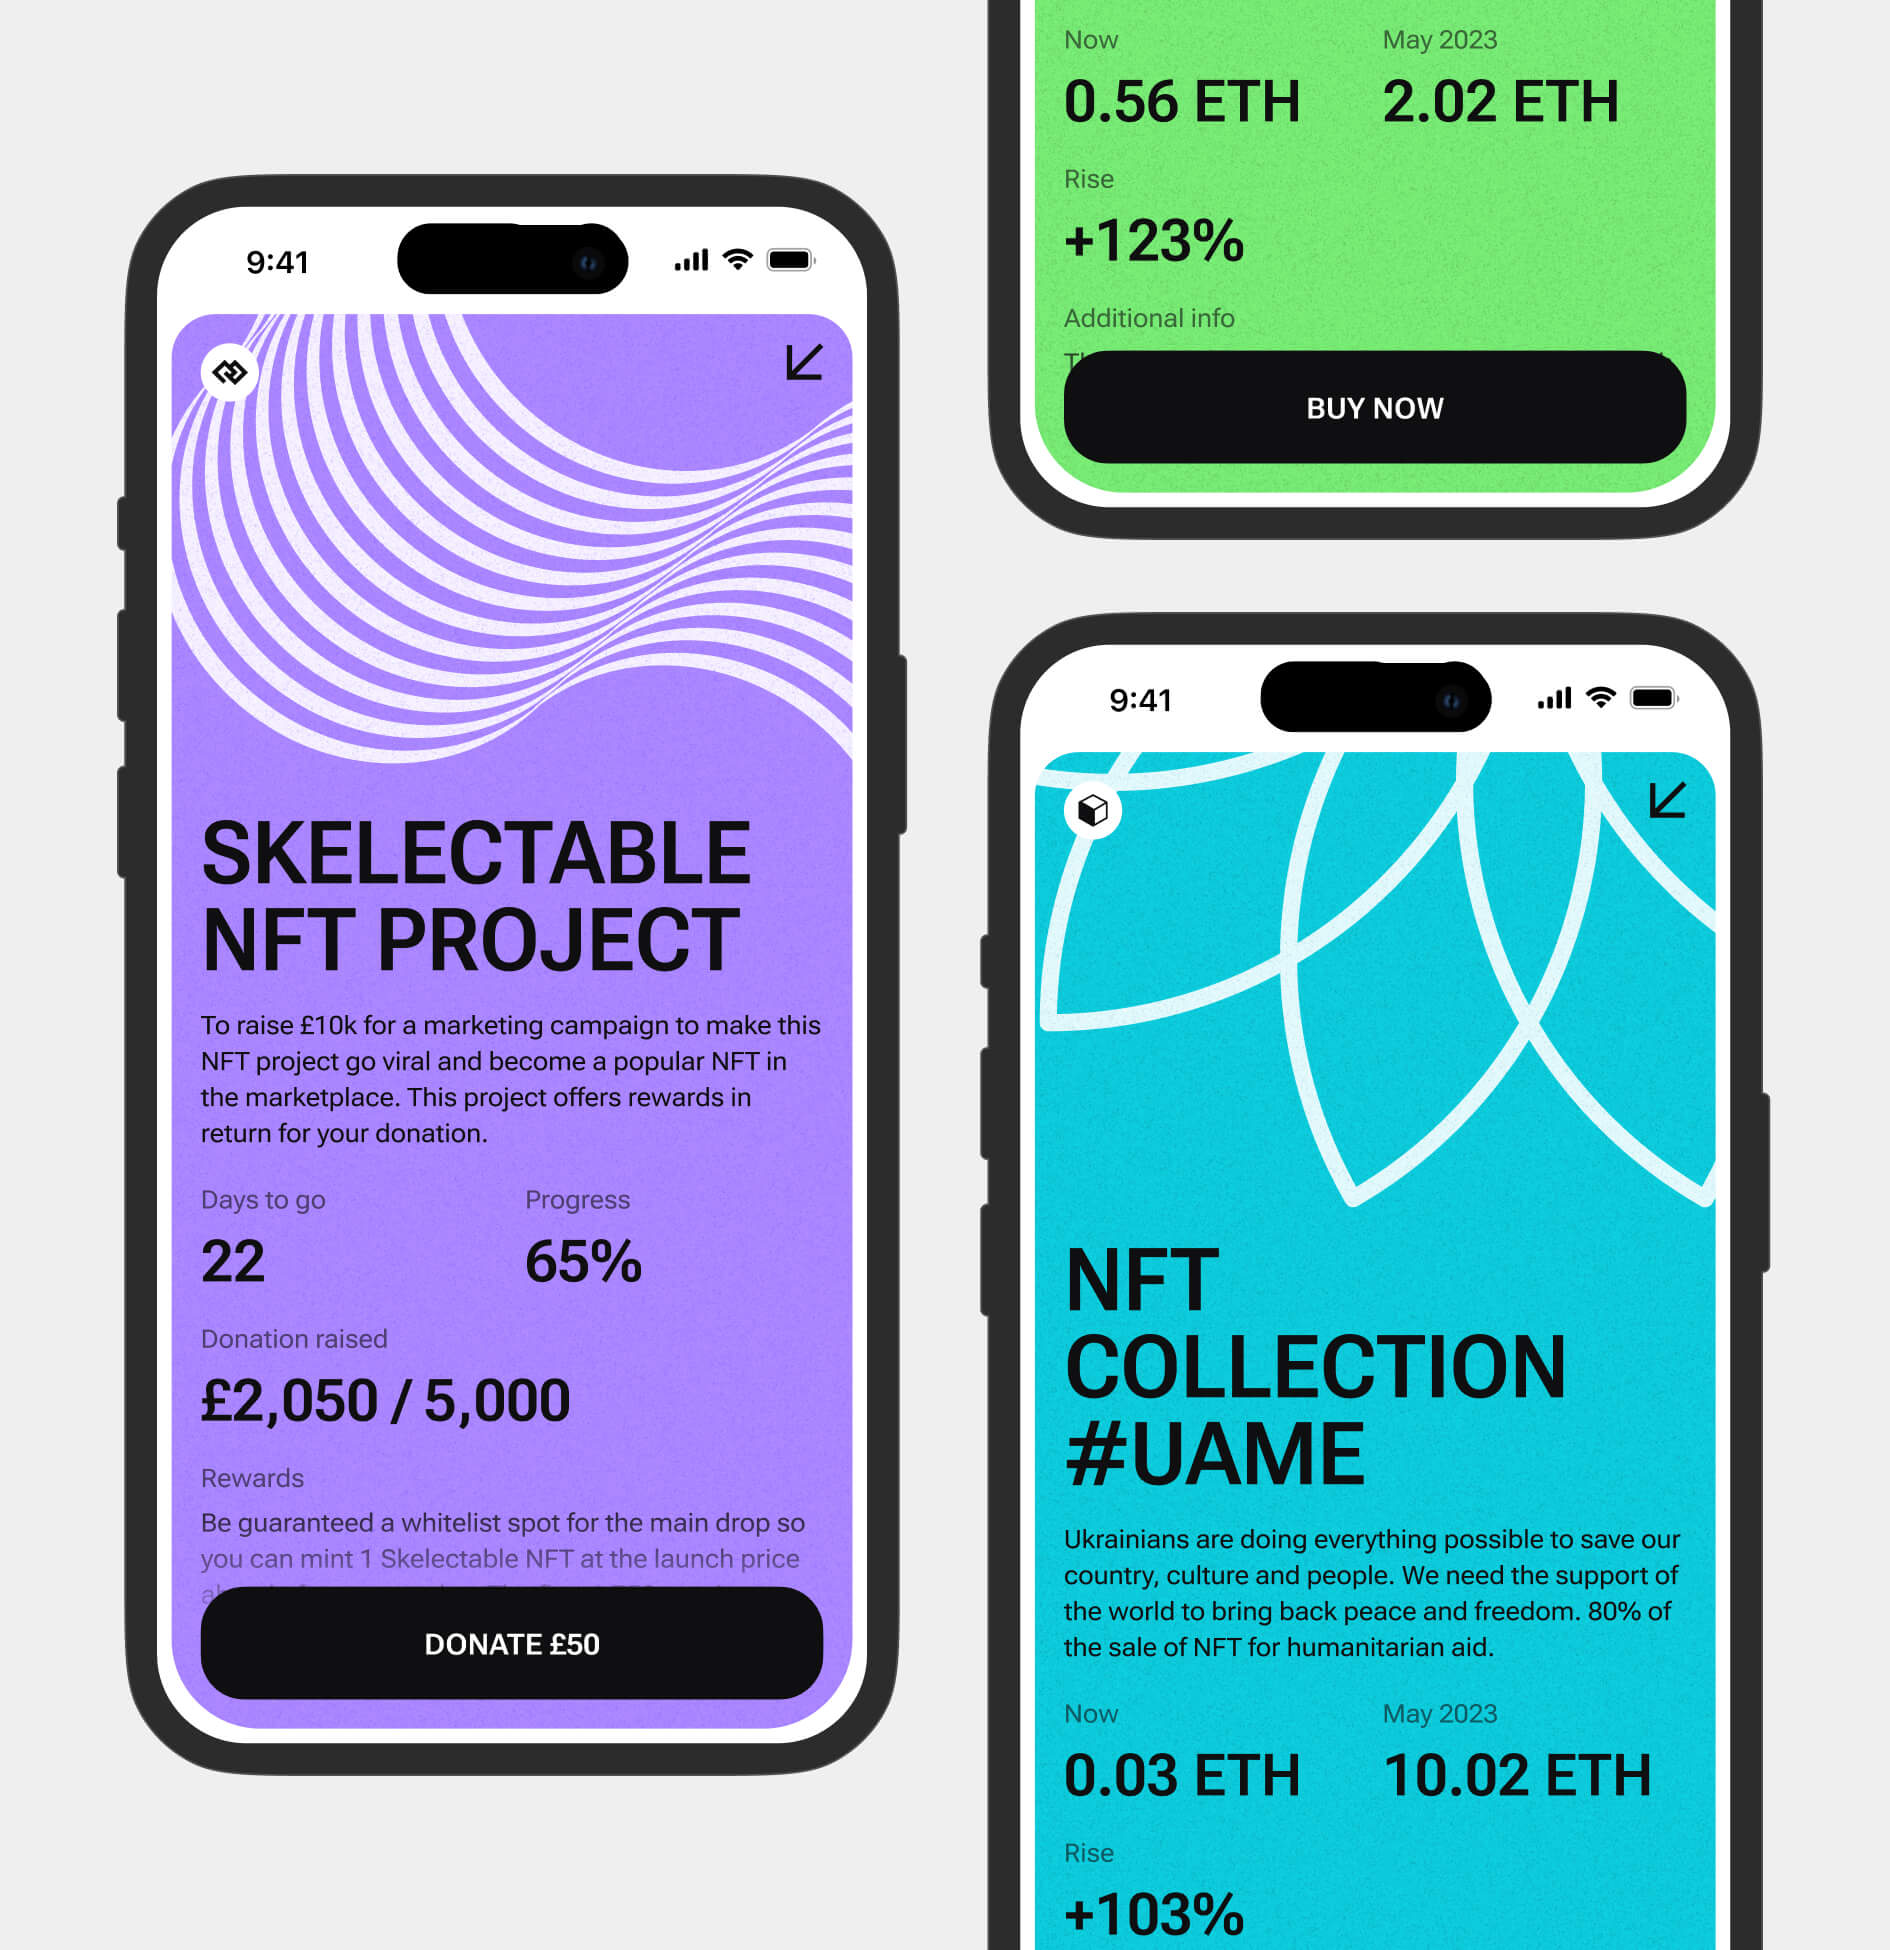 9:41
SKELECTABLE
NFT PROJECT
To raise £10k for a marketing campaign to make this
NFT project go viral and become a popular NFT in
the marketplace. This project offers rewards in
return for your donation.
Days to go
Progress
22
65%
Donation raised
£2,050 / 5,000
Rewards
Be guaranteed a whitelist spot for the main drop so
you can mint 1 Skelectable NFT at the launch price
DONATE £50
Now
May 2023
0.56 ETH
2.02 ETH
Rise
+123%
Additional info
BUY NOW
9:41
NFT
COLLECTION
#UAME
Ukrainians are doing everything possible to save our
country, culture and people. We need the support of
the world to bring back peace and freedom. 80% of
the sale of NFT for humanitarian aid.
Now
May 2023
0.03 ETH
10.02 ETH
Rise
+103%